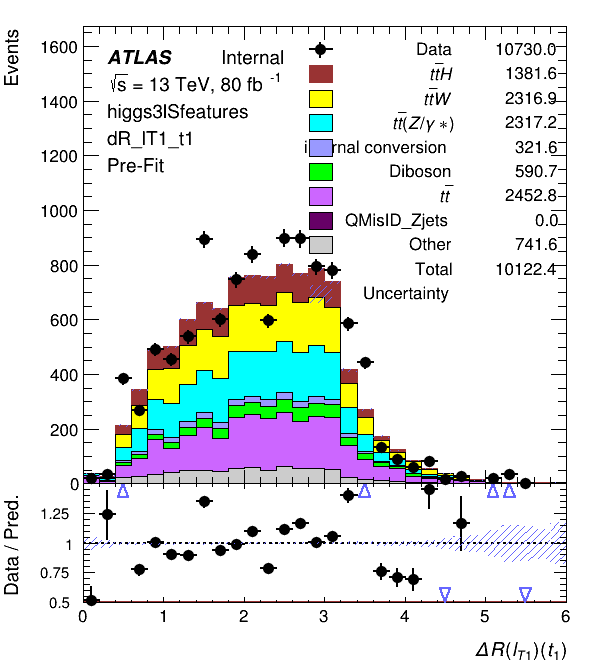 Events
1600
1400
1200
1000
800
600
400
200
0
ATLAS Internal
√s = 13 TeV, 80 fb⁻¹
higgs3lSfeatures
dR_lT1_t1
Pre-Fit
Data 10730.0
tt̄H 1381.6
tt̄W 2316.9
tt̄(Z/γ*) 2317.2
internal conversion 321.6
Diboson 590.7
tt̄ 2452.8
QMisID_Zjets 0.0
Other 741.6
Total 10122.4
Uncertainty
Data / Pred.
1.25
1
0.75
0.5
0 1 2 3 4 5 6
ΔR(l_{T1})(t_1)